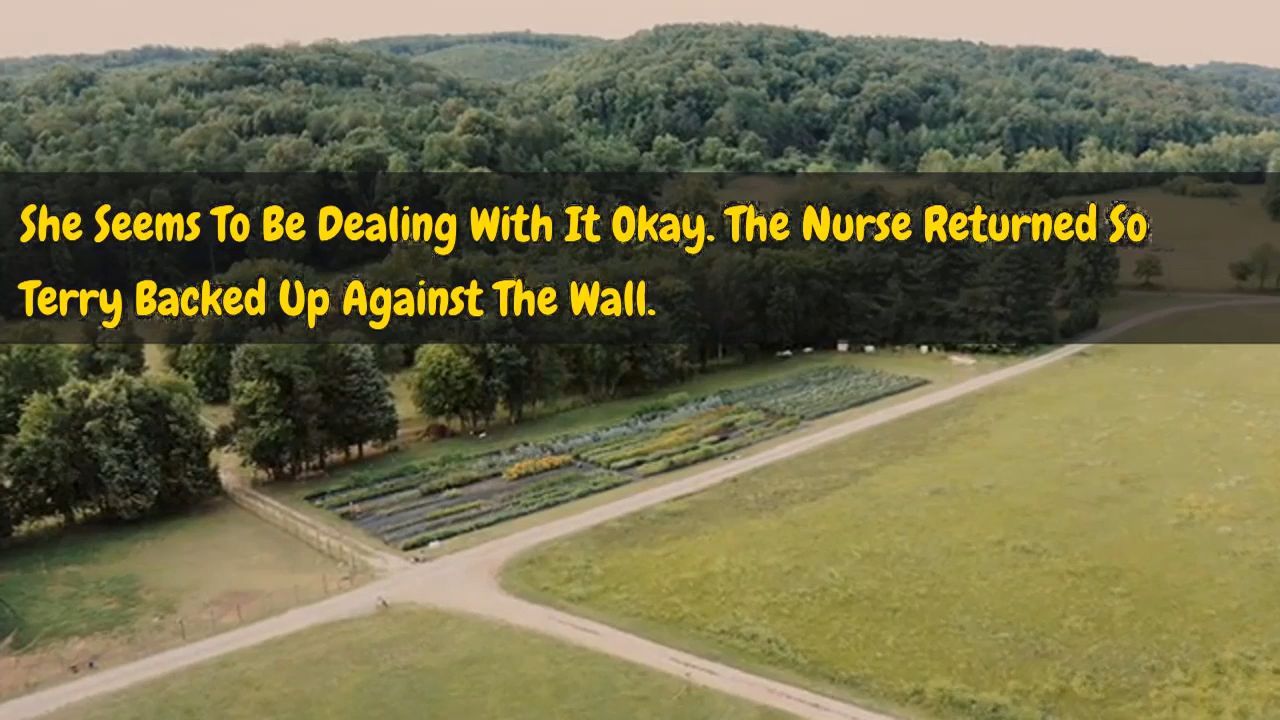 She Seems To Be Dealing With It Okay. The Nurse Returned So
Terry Backed Up Against The Wall.